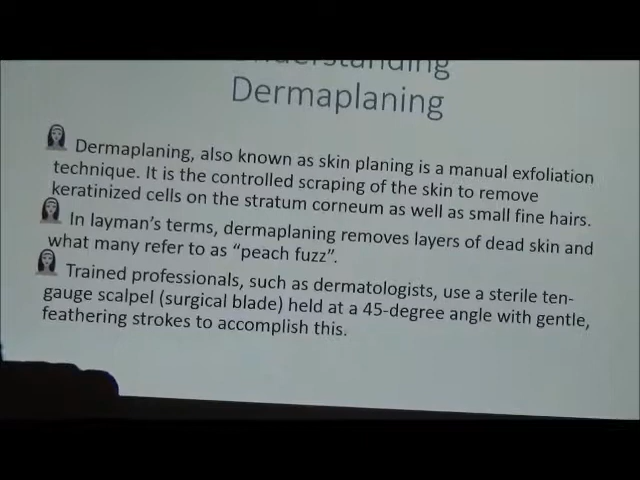 Understanding
Dermaplaning
Dermaplaning, also known as skin planing is a manual exfoliation
technique. It is the controlled scraping of the skin to remove
keratinized cells on the stratum corneum as well as small fine hairs.
In layman's terms, dermaplaning removes layers of dead skin and
what many refer to as "peach fuzz".
Trained professionals, such as dermatologists, use a sterile ten-
gauge scalpel (surgical blade) held at a 45-degree angle with gentle,
feathering strokes to accomplish this.